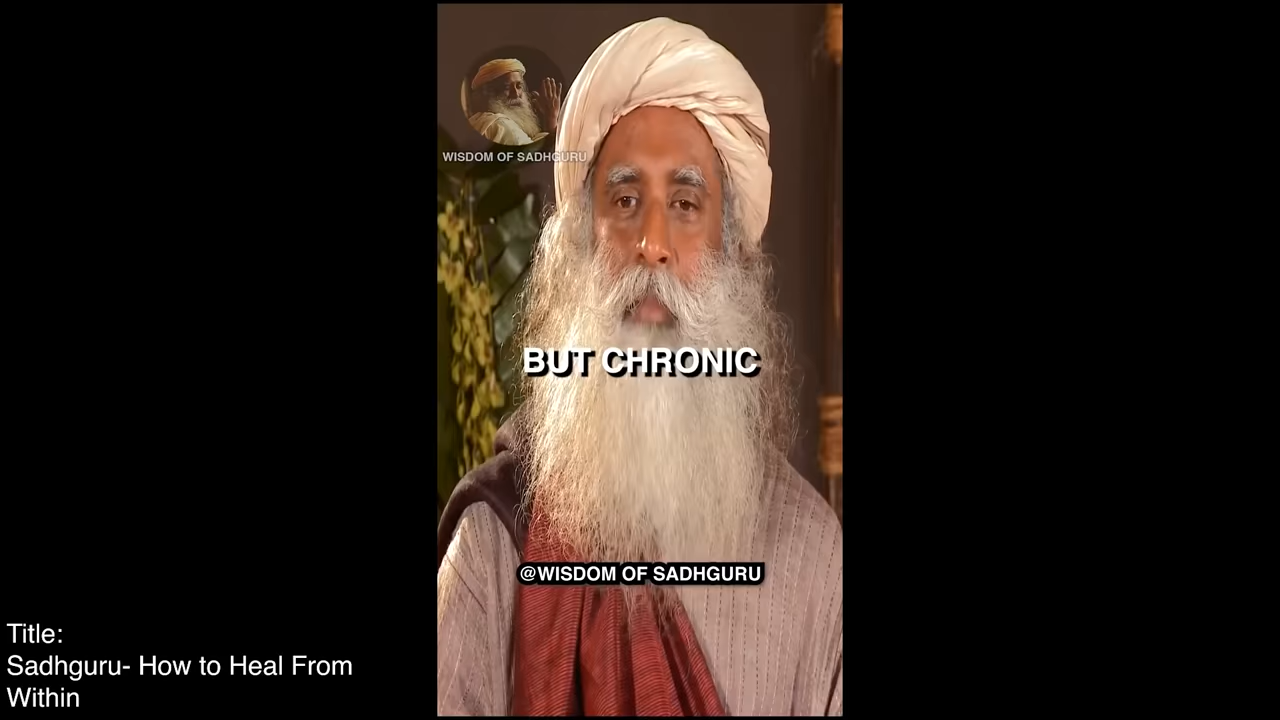 WISDOM OF SADHGURU
BUT CHRONIC
@WISDOM OF SADHGURU
Title:
Sadhguru- How to Heal From
Within